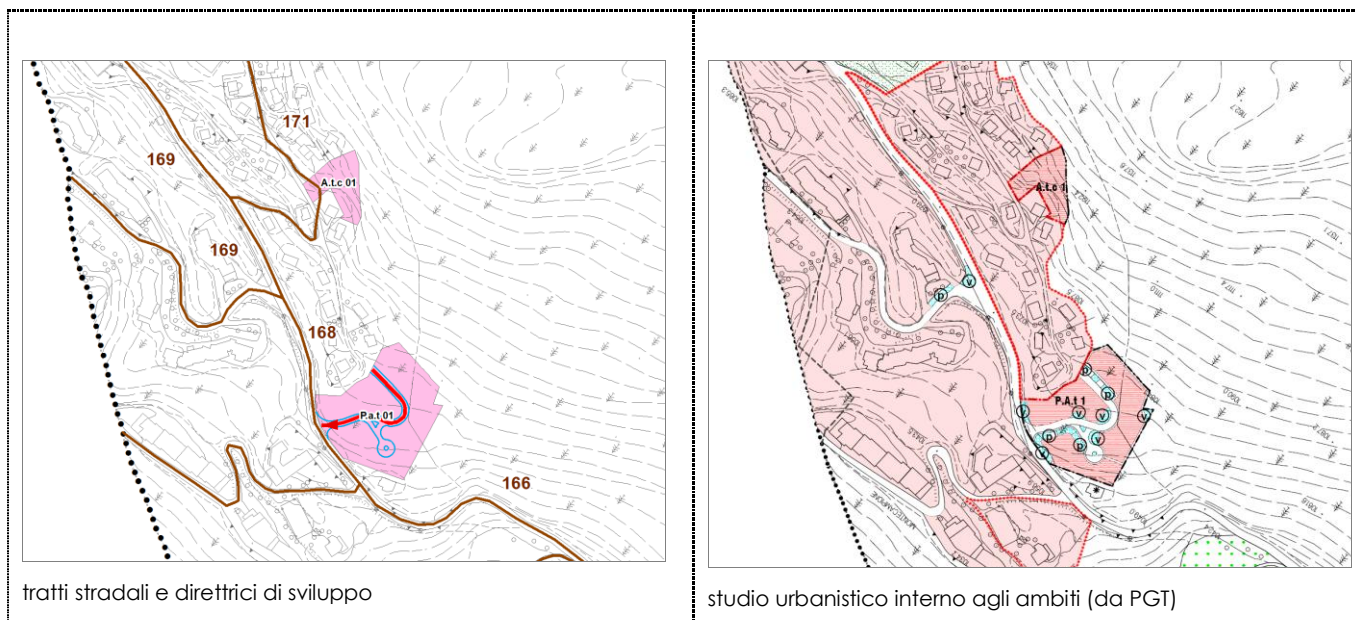 171
169
A.t.c 01
169
168
P.a.t 01
166
tratti stradali e direttrici di sviluppo
A.t.c 1
v
p
P.A.t 1
p
p
v
v
v
v
p
p
v
v
*
MONTECAMPIONE
studio urbanistico interno agli ambiti (da PGT)